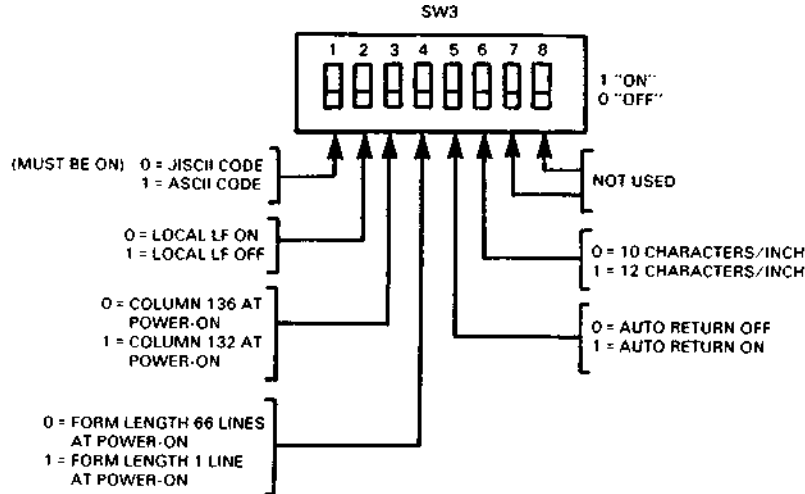 SW3
1 2 3 4 5 6 7 8
1 "ON"
0 "OFF"
(MUST BE ON) 0 = JISCII CODE
1 = ASCII CODE
NOT USED
0 = LOCAL LF ON
1 = LOCAL LF OFF
0 = 10 CHARACTERS/INCH
1 = 12 CHARACTERS/INCH
0 = COLUMN 136 AT
POWER-ON
1 = COLUMN 132 AT
POWER-ON
0 = AUTO RETURN OFF
1 = AUTO RETURN ON
0 = FORM LENGTH 66 LINES
AT POWER-ON
1 = FORM LENGTH 1 LINE
AT POWER-ON